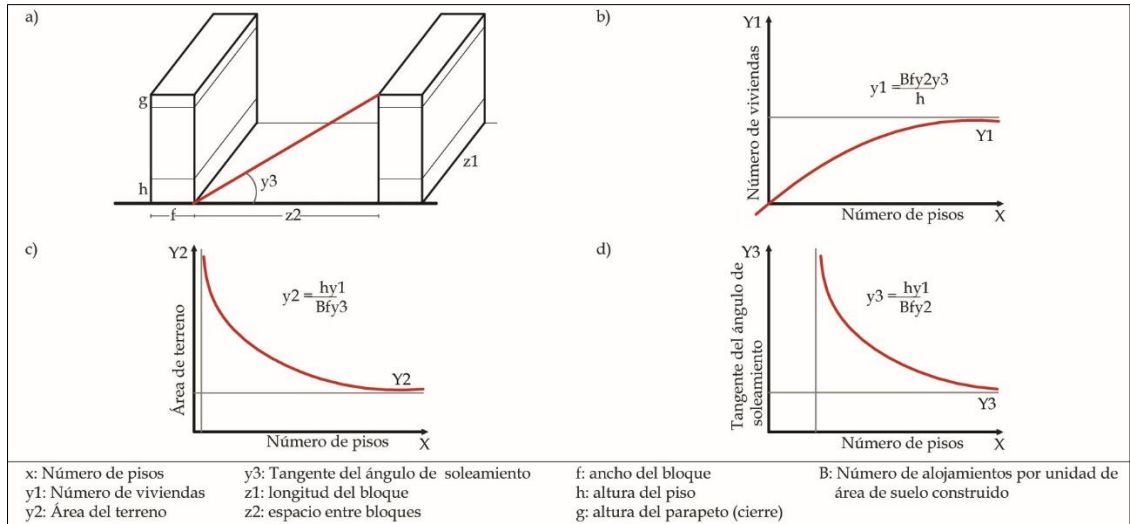 a)
g
h
f
z2
y3
z1
b)
Y1
Número de viviendas
y1 = Bfy2y3
h
Y1
Número de pisos
X
c)
Y2
Área de terreno
y2 = hy1
Bfy3
Y2
Número de pisos
X
d)
Y3
Tangente del ángulo de
soleamiento
y3 = hy1
Bfy2
Y3
Número de pisos
X
x: Número de pisos
y1: Número de viviendas
y2: Área del terreno
y3: Tangente del ángulo de soleamiento
z1: longitud del bloque
z2: espacio entre bloques
f: ancho del bloque
h: altura del piso
g: altura del parapeto (cierre)
B: Número de alojamientos por unidad de
área de suelo construido